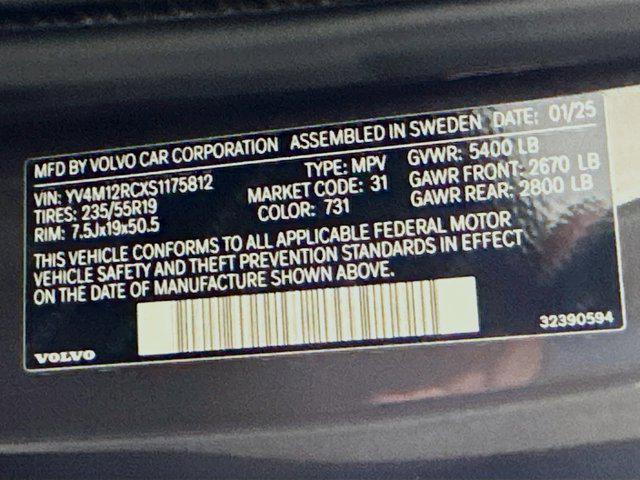 MFD BY VOLVO CAR CORPORATION ASSEMBLED IN SWEDEN DATE: 01/25
VIN: YV4M12RCXS1175812 TYPE: MPV GVWR: 5400 LB
TIRES: 235/55R19 MARKET CODE: 31 GAWR FRONT: 2670 LB
RIM: 7.5Jx19x50.5 COLOR: 731 GAWR REAR: 2800 LB
THIS VEHICLE CONFORMS TO ALL APPLICABLE FEDERAL MOTOR
VEHICLE SAFETY AND THEFT PREVENTION STANDARDS IN EFFECT
ON THE DATE OF MANUFACTURE SHOWN ABOVE.
VOLVO 32390594